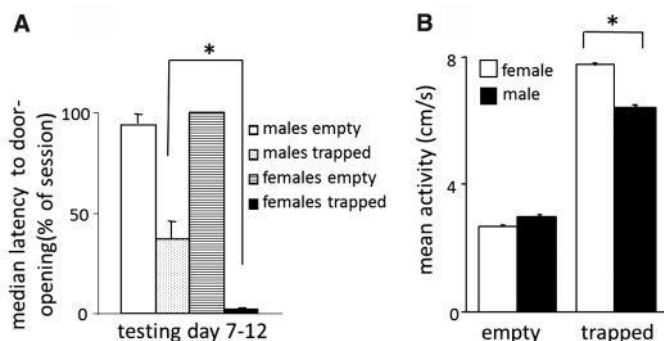 A
*
median latency to door-
opening(% of session)
100
50
0
males empty
males trapped
females empty
females trapped
testing day 7-12
B
*
mean activity (cm/s)
8
4
0
female
male
empty
trapped